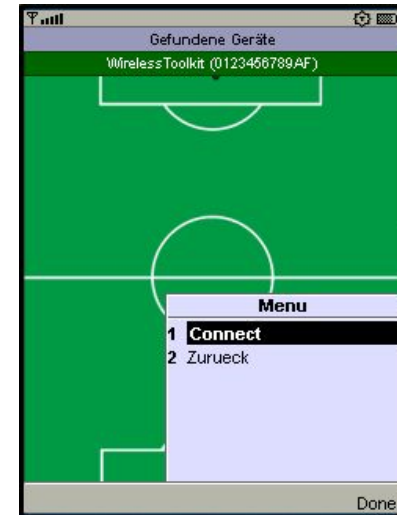 Gefundene Geräte
WirelessToolkit (0123456789AF)
Menu
1 Connect
2 Zurueck
Done